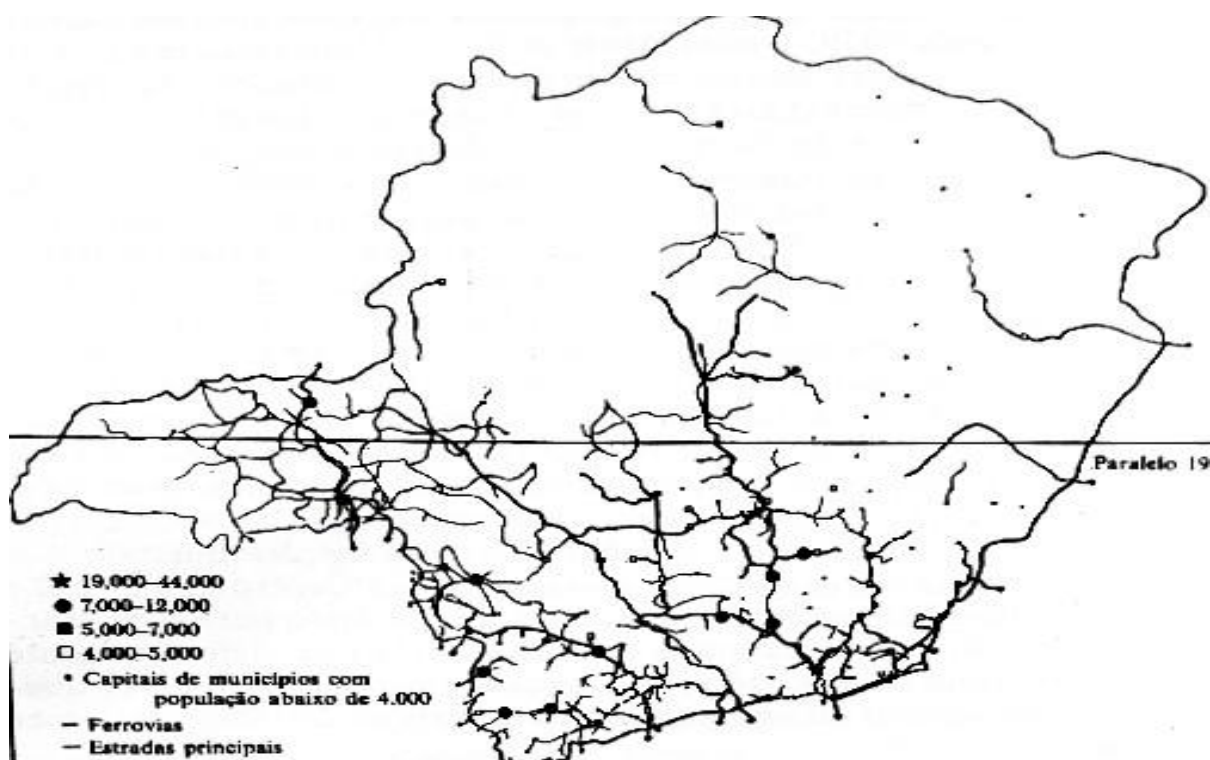 Paralelo 19
19,000–44,000
7,000–12,000
5,000–7,000
4,000–5,000
Capitais de municípios com
população abaixo de 4.000
Ferrovias
Estradas principais